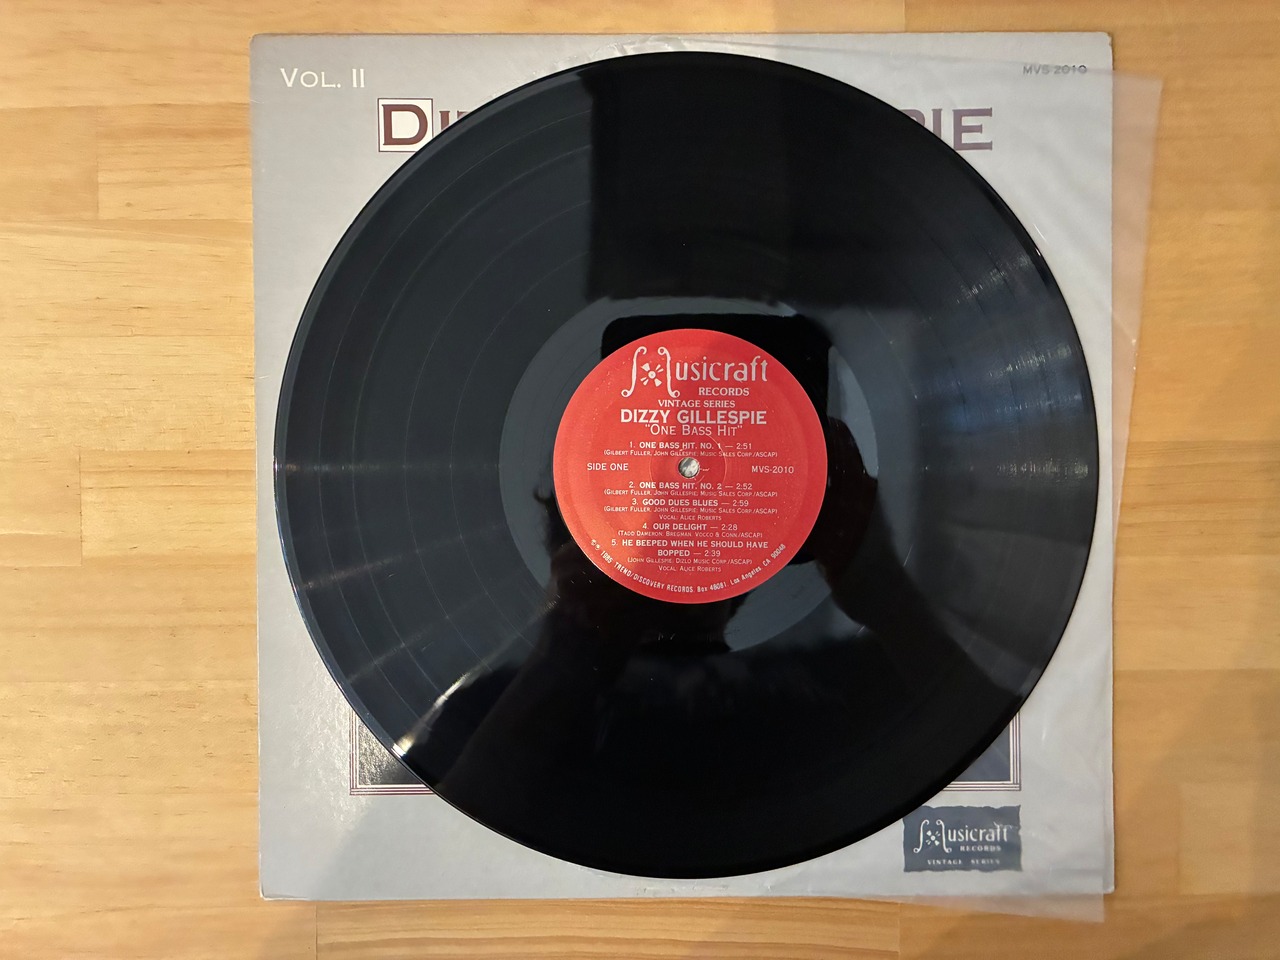 VOL. II
MVS-2010
Musicraft
RECORDS
VINTAGE SERIES
DIZZY GILLESPIE
"ONE BASS HIT"
1. ONE BASS HIT, NO. 1 — 2:51
(GILBERT FULLER, JOHN GILLESPIE; MUSIC SALES CORP./ASCAP)
SIDE ONE MVS-2010
2. ONE BASS HIT, NO. 2 — 2:52
(GILBERT FULLER, JOHN GILLESPIE; MUSIC SALES CORP./ASCAP)
3. GOOD DUES BLUES — 2:59
(GILBERT FULLER, JOHN GILLESPIE; MUSIC SALES CORP./ASCAP)
VOCAL: ALICE ROBERTS
4. OUR DELIGHT — 2:28
(TADD DAMERON; BREGMAN, VOCCO & CONN/ASCAP)
5. HE BEEPED WHEN HE SHOULD HAVE
BOPPED — 2:39
(JOHN GILLESPIE; DIZLO MUSIC CORP./ASCAP)
VOCAL: ALICE ROBERTS
©℗ 1985 TREND/DISCOVERY RECORDS, Box 48081, Los Angeles, CA 90048
Musicraft
RECORDS
VINTAGE SERIES